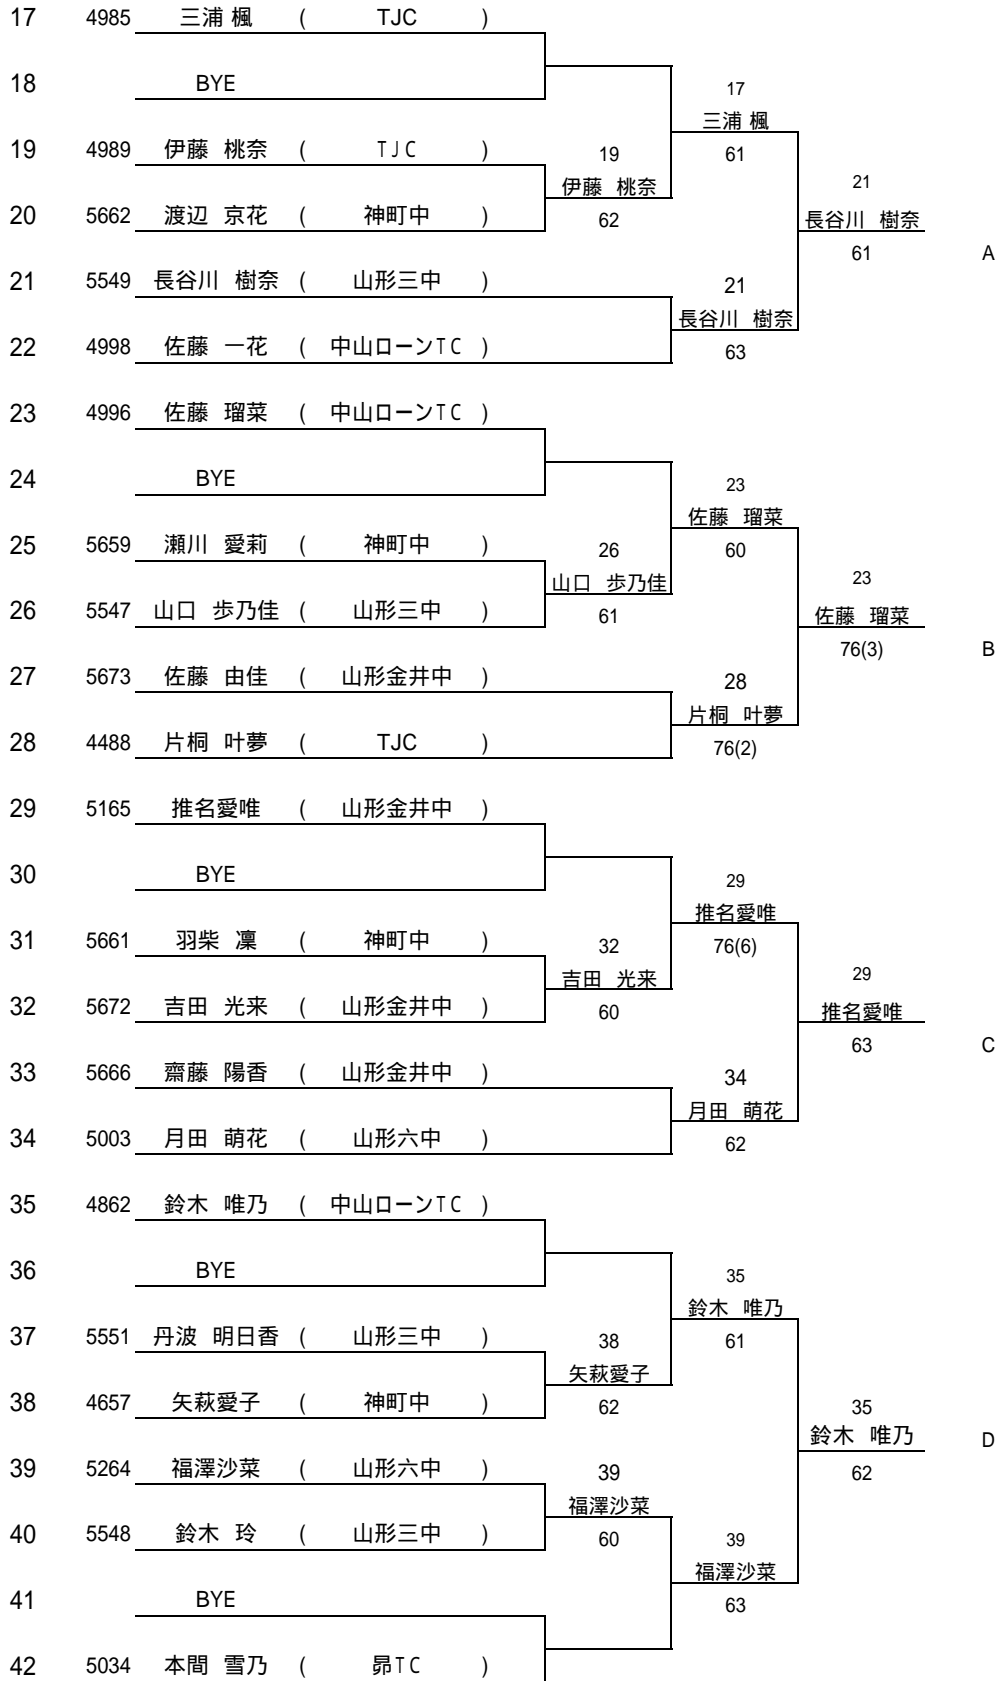 17 4985 三浦 楓 ( TJC )
18 BYE
17
三浦 楓
19 4989 伊藤 桃奈 ( TJC )
19
61
伊藤 桃奈
21
20 5662 渡辺 京花 ( 神町中 )
62
長谷川 樹奈
61 A
21 5549 長谷川 樹奈 ( 山形三中 )
21
長谷川 樹奈
22 4998 佐藤 一花 ( 中山ローンTC )
63
23 4996 佐藤 瑠菜 ( 中山ローンTC )
24 BYE
23
佐藤 瑠菜
25 5659 瀬川 愛莉 ( 神町中 )
26
60
山口 歩乃佳
23
26 5547 山口 歩乃佳 ( 山形三中 )
61
佐藤 瑠菜
76(3) B
27 5673 佐藤 由佳 ( 山形金井中 )
28
片桐 叶夢
28 4488 片桐 叶夢 ( TJC )
76(2)
29 5165 推名愛唯 ( 山形金井中 )
30 BYE
29
推名愛唯
31 5661 羽柴 凜 ( 神町中 )
32
76(6)
吉田 光来
29
32 5672 吉田 光来 ( 山形金井中 )
60
推名愛唯
63 C
33 5666 齋藤 陽香 ( 山形金井中 )
34
月田 萌花
34 5003 月田 萌花 ( 山形六中 )
62
35 4862 鈴木 唯乃 ( 中山ローンTC )
36 BYE
35
鈴木 唯乃
37 5551 丹波 明日香 ( 山形三中 )
38
61
矢萩愛子
38 4657 矢萩愛子 ( 神町中 )
62
35
鈴木 唯乃 D
39 5264 福澤沙菜 ( 山形六中 )
39
62
福澤沙菜
40 5548 鈴木 玲 ( 山形三中 )
60
39
福澤沙菜
41 BYE
63
42 5034 本間 雪乃 ( 昴TC )